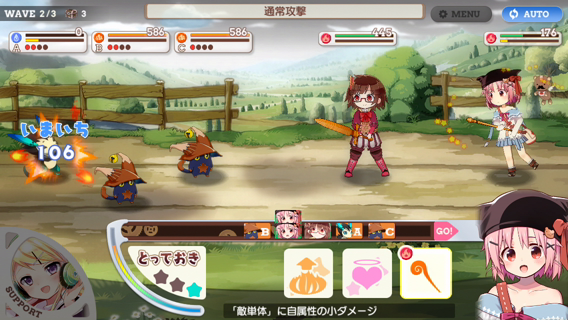 WAVE 2/3 3
通常攻撃
MENU
AUTO
A 0
B 586
C 586
445
176
いまいち
106
B A C GO!
とっておき
SUPPORT
「敵単体」に自属性の小ダメージ